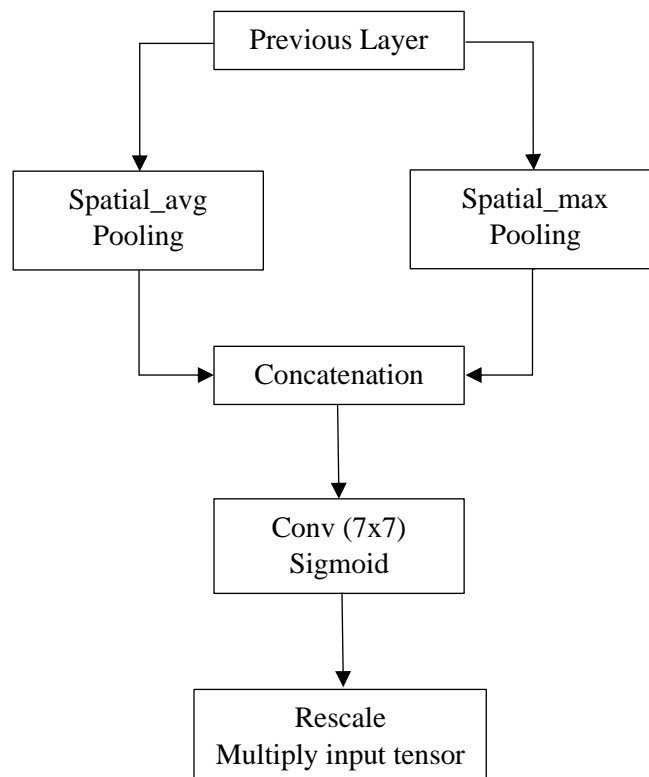 Previous Layer
Spatial_avg
Pooling
Spatial_max
Pooling
Concatenation
Conv (7x7)
Sigmoid
Rescale
Multiply input tensor